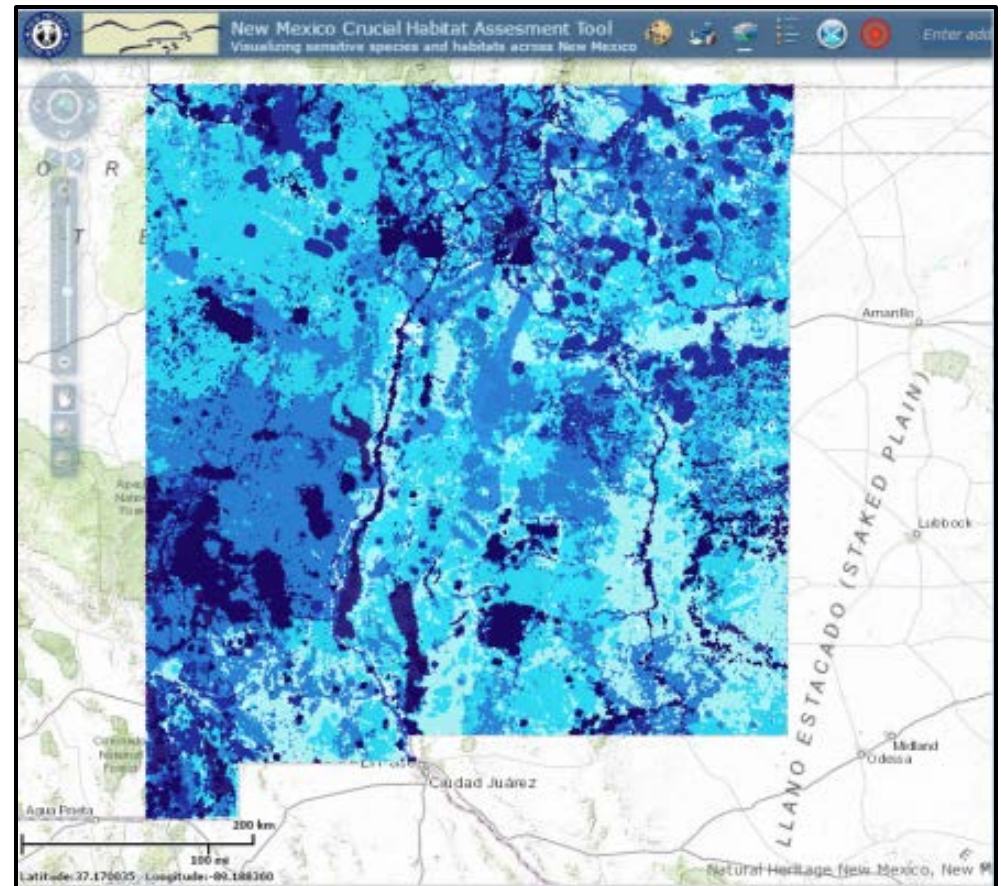 New Mexico Crucial Habitat Assesment Tool
Visualizing sensitive species and habitats across New Mexico
Enter add
O R
T E
Amarillo
LLANO ESTACADO (STAKED PLAIN)
Lubbock
Midland
Odessa
Ciudad Juárez
Agua Prieta
200 km
100 mi
Latitude:37.170035 Longitude:-89.188360
Natural Heritage New Mexico, New M